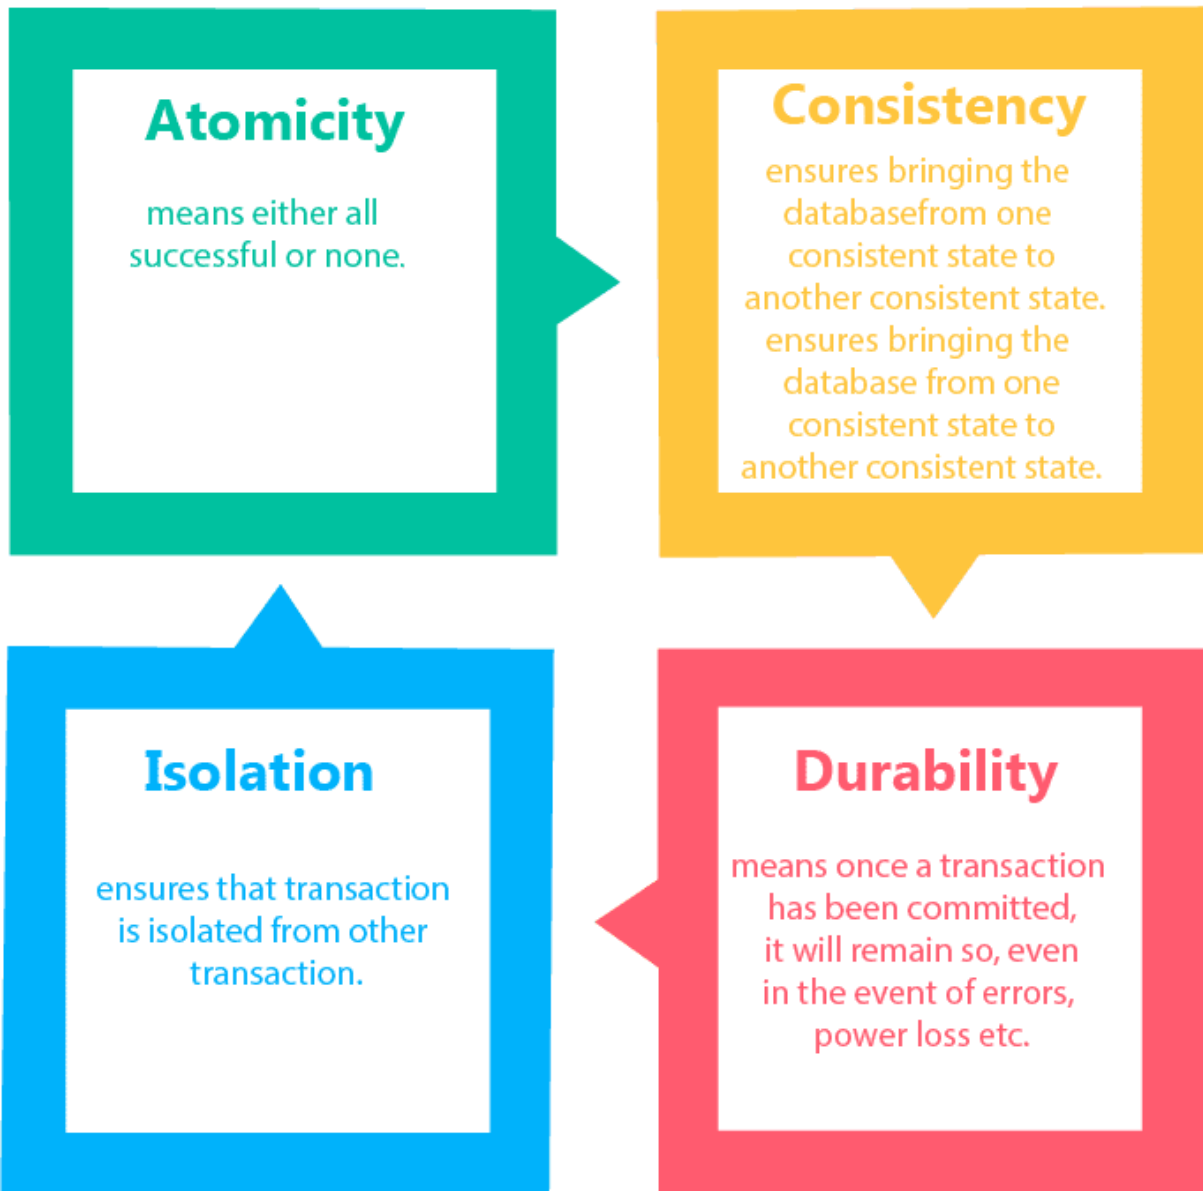 Atomicity
means either all
successful or none.
Consistency
ensures bringing the
databasefrom one
consistent state to
another consistent state.
ensures bringing the
database from one
consistent state to
another consistent state.
Isolation
ensures that transaction
is isolated from other
transaction.
Durability
means once a transaction
has been committed,
it will remain so, even
in the event of errors,
power loss etc.